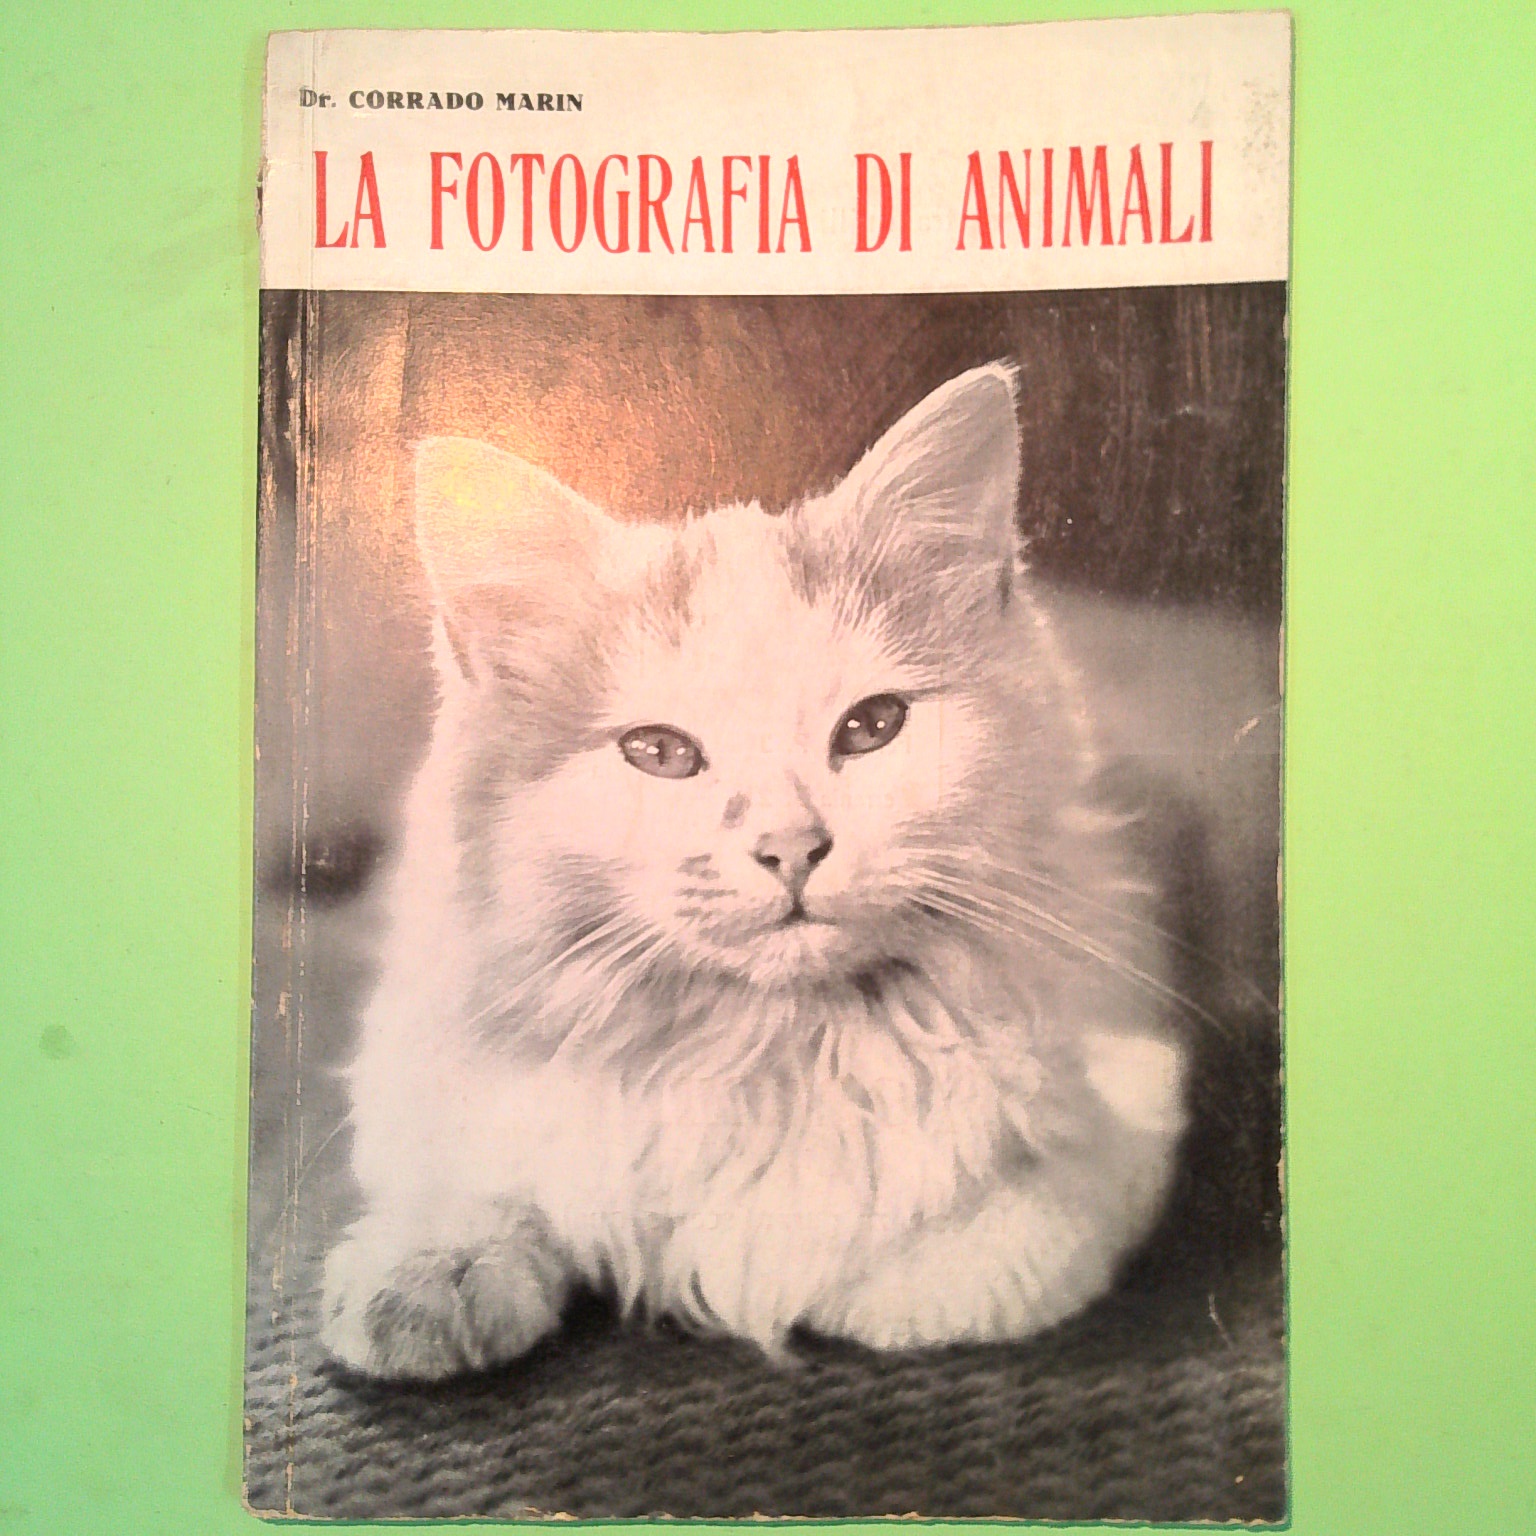 Dr. CORRADO MARIN
LA FOTOGRAFIA DI ANIMALI